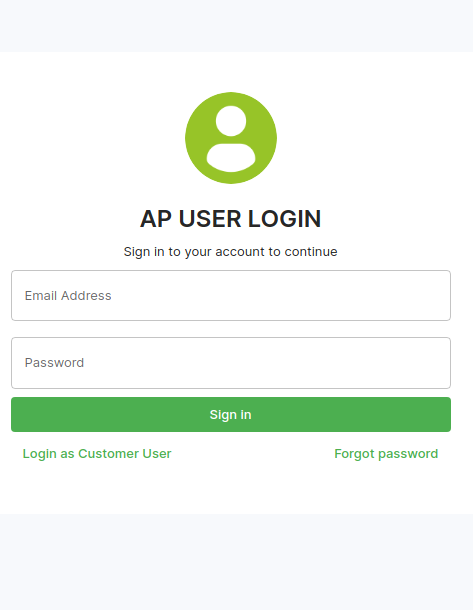 AP USER LOGIN
Sign in to your account to continue
Email Address
Password
Sign in
Login as Customer User
Forgot password